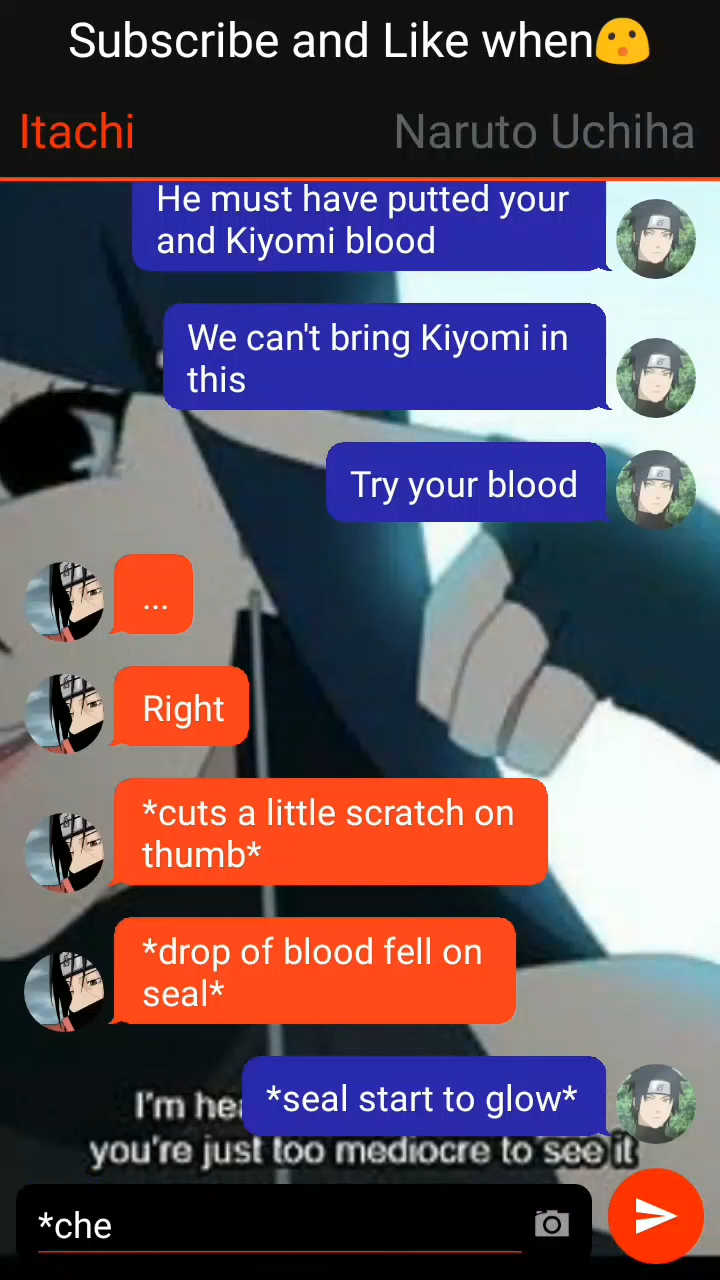 Subscribe and Like when😮
Itachi
Naruto Uchiha
He must have putted your
and Kiyomi blood
We can't bring Kiyomi in
this
Try your blood
...
Right
*cuts a little scratch on
thumb*
*drop of blood fell on
seal*
*seal start to glow*
I'm
you're just too mediocre to see it
*che